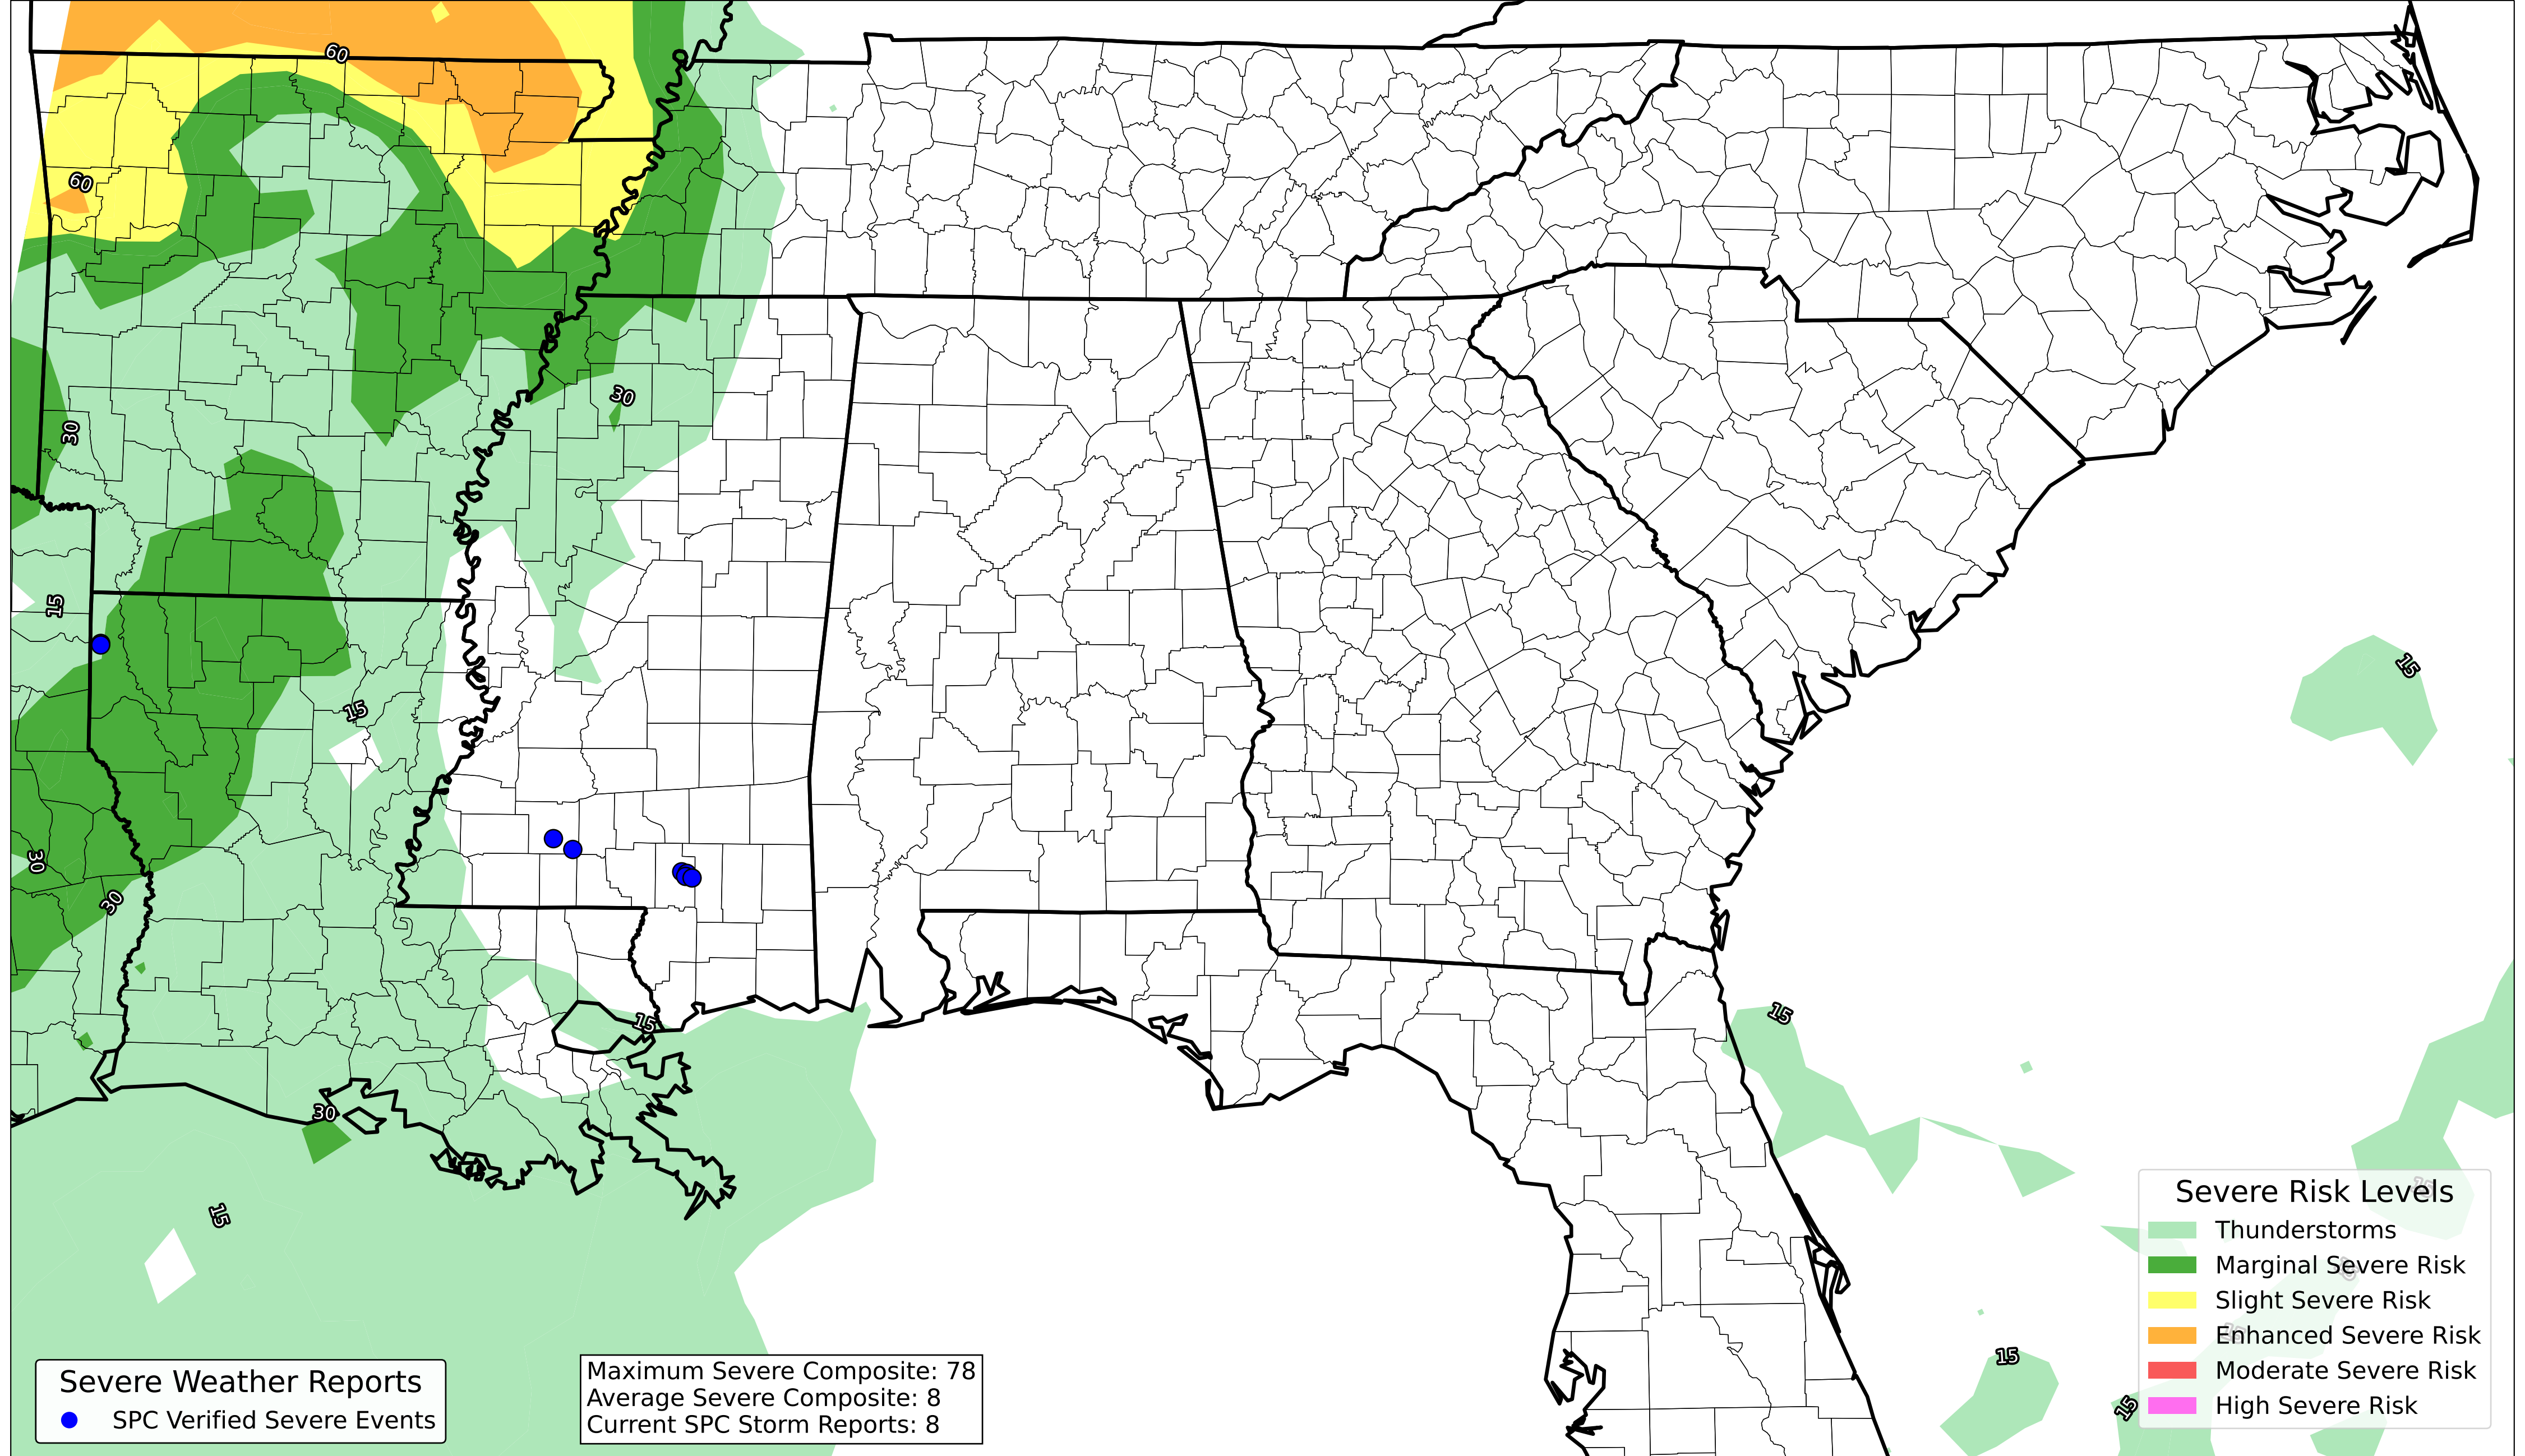 60
60
30
30
15
15
15
30
30
15
15
30
15
15
15
Severe Risk Levels
Thunderstorms
Marginal Severe Risk
Slight Severe Risk
Enhanced Severe Risk
Moderate Severe Risk
High Severe Risk
Severe Weather Reports
SPC Verified Severe Events
Maximum Severe Composite: 78
Average Severe Composite: 8
Current SPC Storm Reports: 8